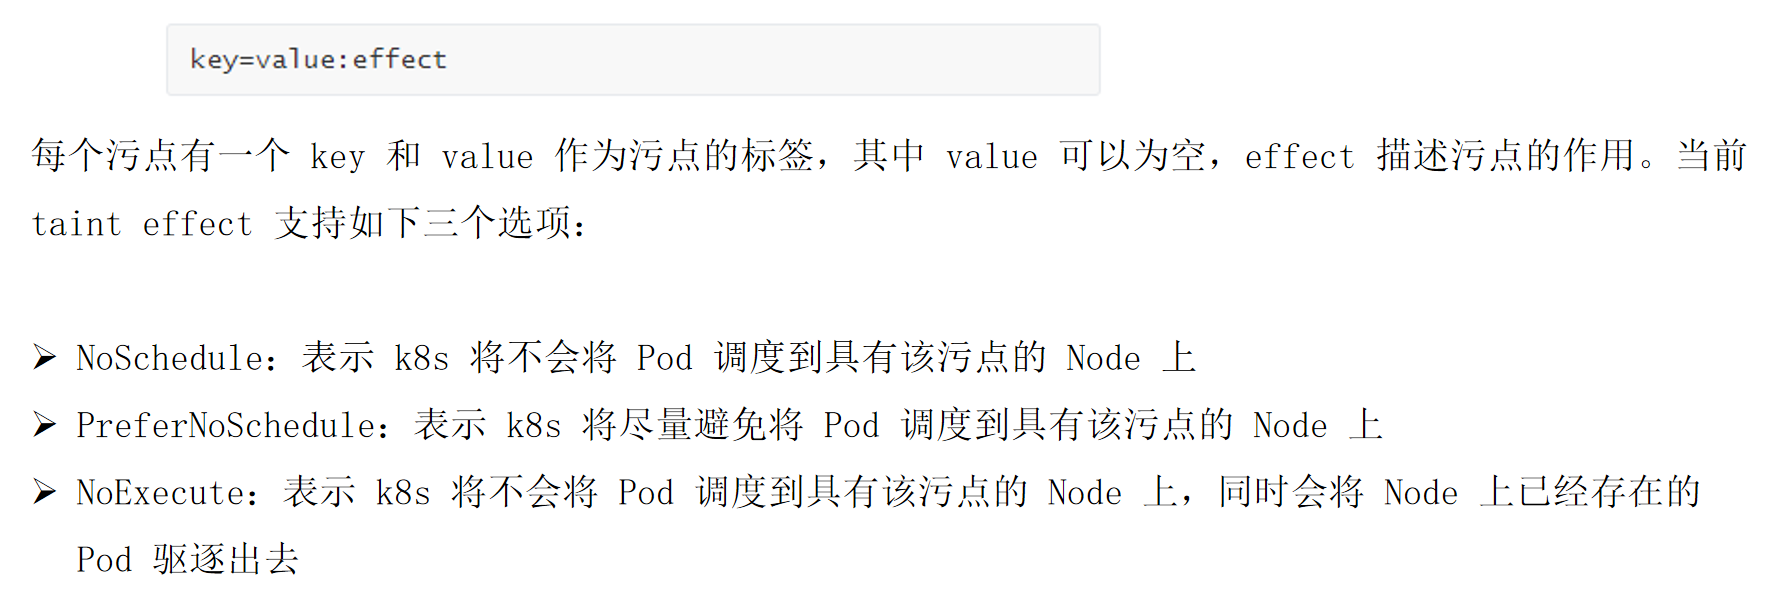 key=value:effect
每个污点有一个 key 和 value 作为污点的标签，其中 value 可以为空，effect 描述污点的作用。当前
taint effect 支持如下三个选项：
➢ NoSchedule：表示 k8s 将不会将 Pod 调度到具有该污点的 Node 上
➢ PreferNoSchedule：表示 k8s 将尽量避免将 Pod 调度到具有该污点的 Node 上
➢ NoExecute：表示 k8s 将不会将 Pod 调度到具有该污点的 Node 上，同时会将 Node 上已经存在的
Pod 驱逐出去